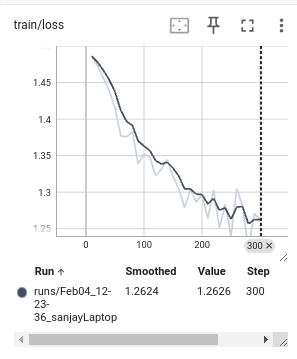 train/loss
1.45
1.4
1.35
1.3
1.25
0
100
200
300 ✕
Run ↑ Smoothed Value Step
runs/Feb04_12- 1.2624 1.2626 300
23-
36_sanjayLaptop